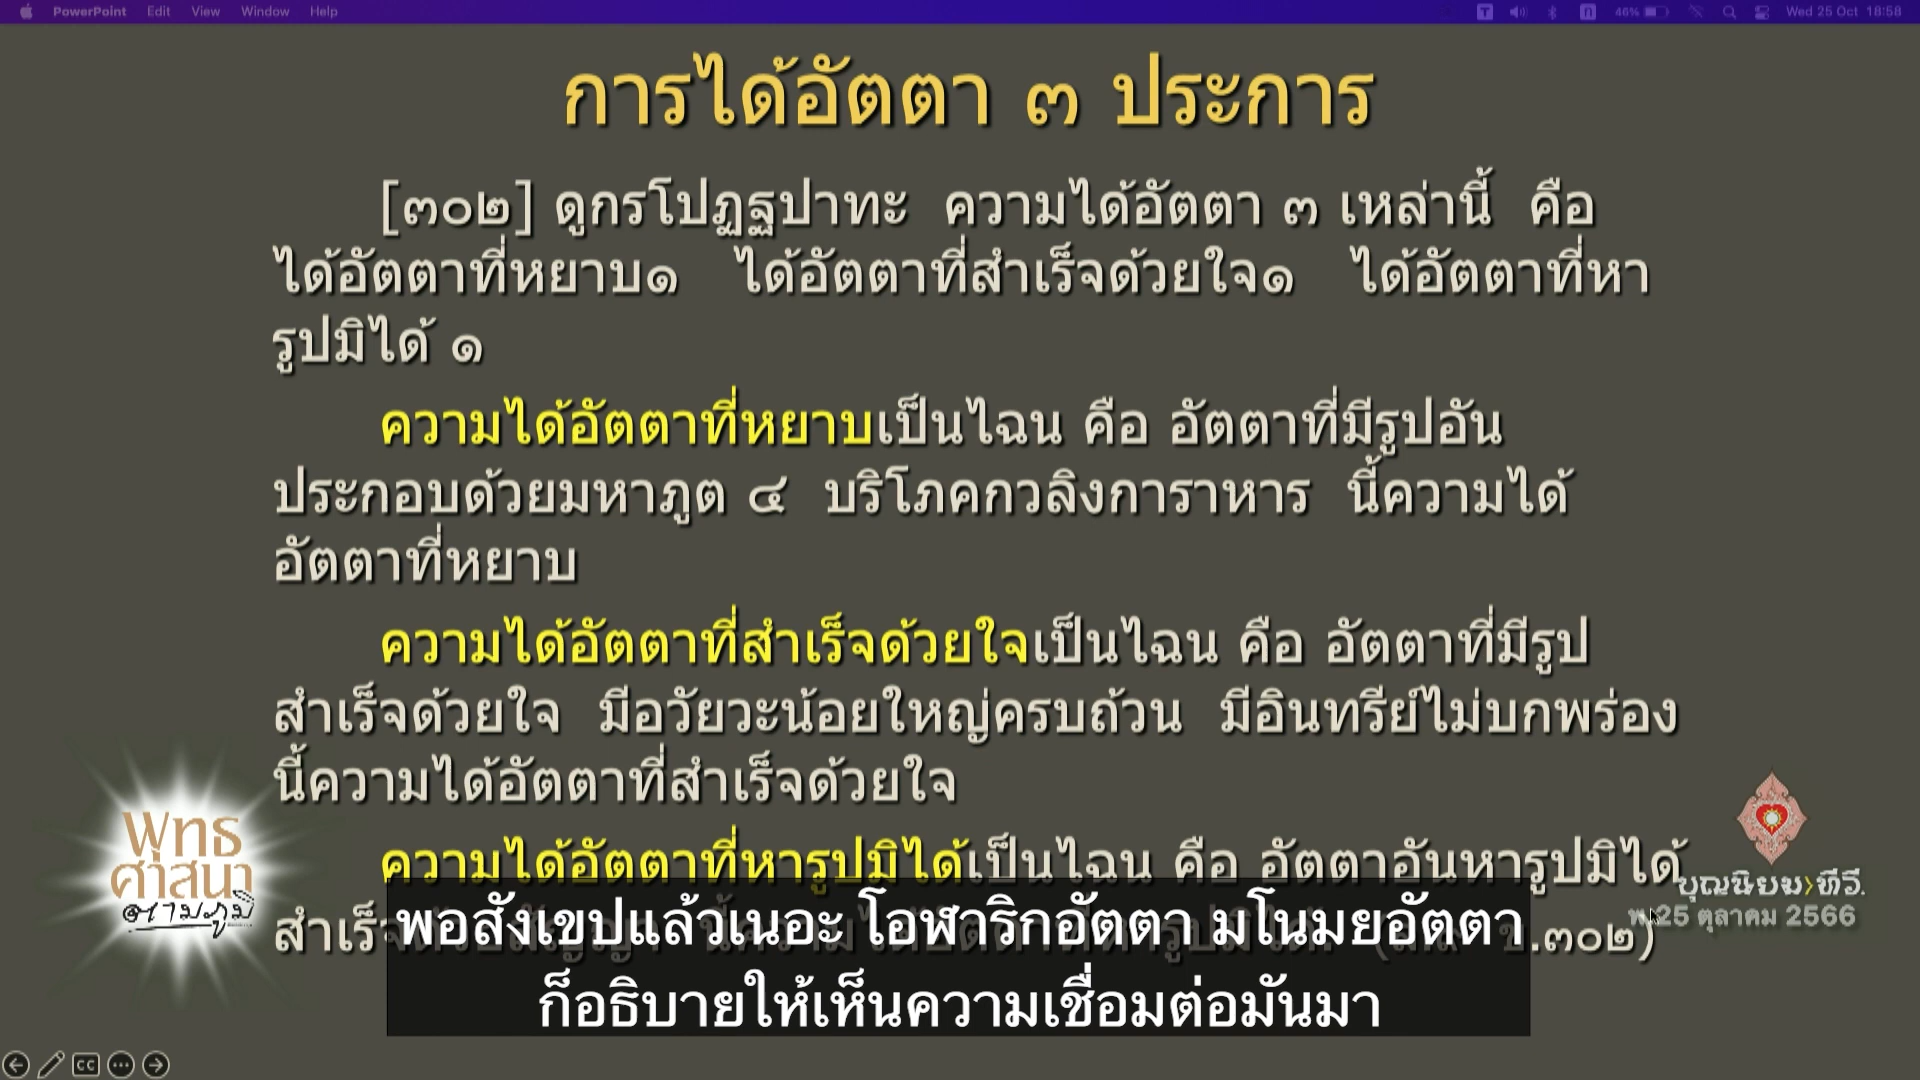 PowerPoint Edit View Window Help 46% Wed 25 Oct 18:58
การได้อัตตา ๓ ประการ
[๓๐๒] ดูกรโปฏฐปาทะ ความได้อัตตา ๓ เหล่านี้ คือ
ได้อัตตาที่หยาบ๑ ได้อัตตาที่สำเร็จด้วยใจ๑ ได้อัตตาที่หา
รูปมิได้ ๑
ความได้อัตตาที่หยาบเป็นไฉน คือ อัตตาที่มีรูปอัน
ประกอบด้วยมหาภูต ๔ บริโภคกวลิงการาหาร นี้ความได้
อัตตาที่หยาบ
ความได้อัตตาที่สำเร็จด้วยใจเป็นไฉน คือ อัตตาที่มีรูป
สำเร็จด้วยใจ มีอวัยวะน้อยใหญ่ครบถ้วน มีอินทรีย์ไม่บกพร่อง
นี้ความได้อัตตาที่สำเร็จด้วยใจ
ความได้อัตตาที่หารูปมิได้เป็นไฉน คือ อัตตาอันหารูปมิได้
สำเร็จ ข.๓๐๒)
พอสังเขปแล้วเนอะ โอฬาริกอัตตา มโนมยอัตตา
ก็อธิบายให้เห็นความเชื่อมต่อมันมา
พุทธ
ศาสนา
ตามภูมิ
บุญนิยม ทีวี.
พ.25 ตุลาคม 2566
CC